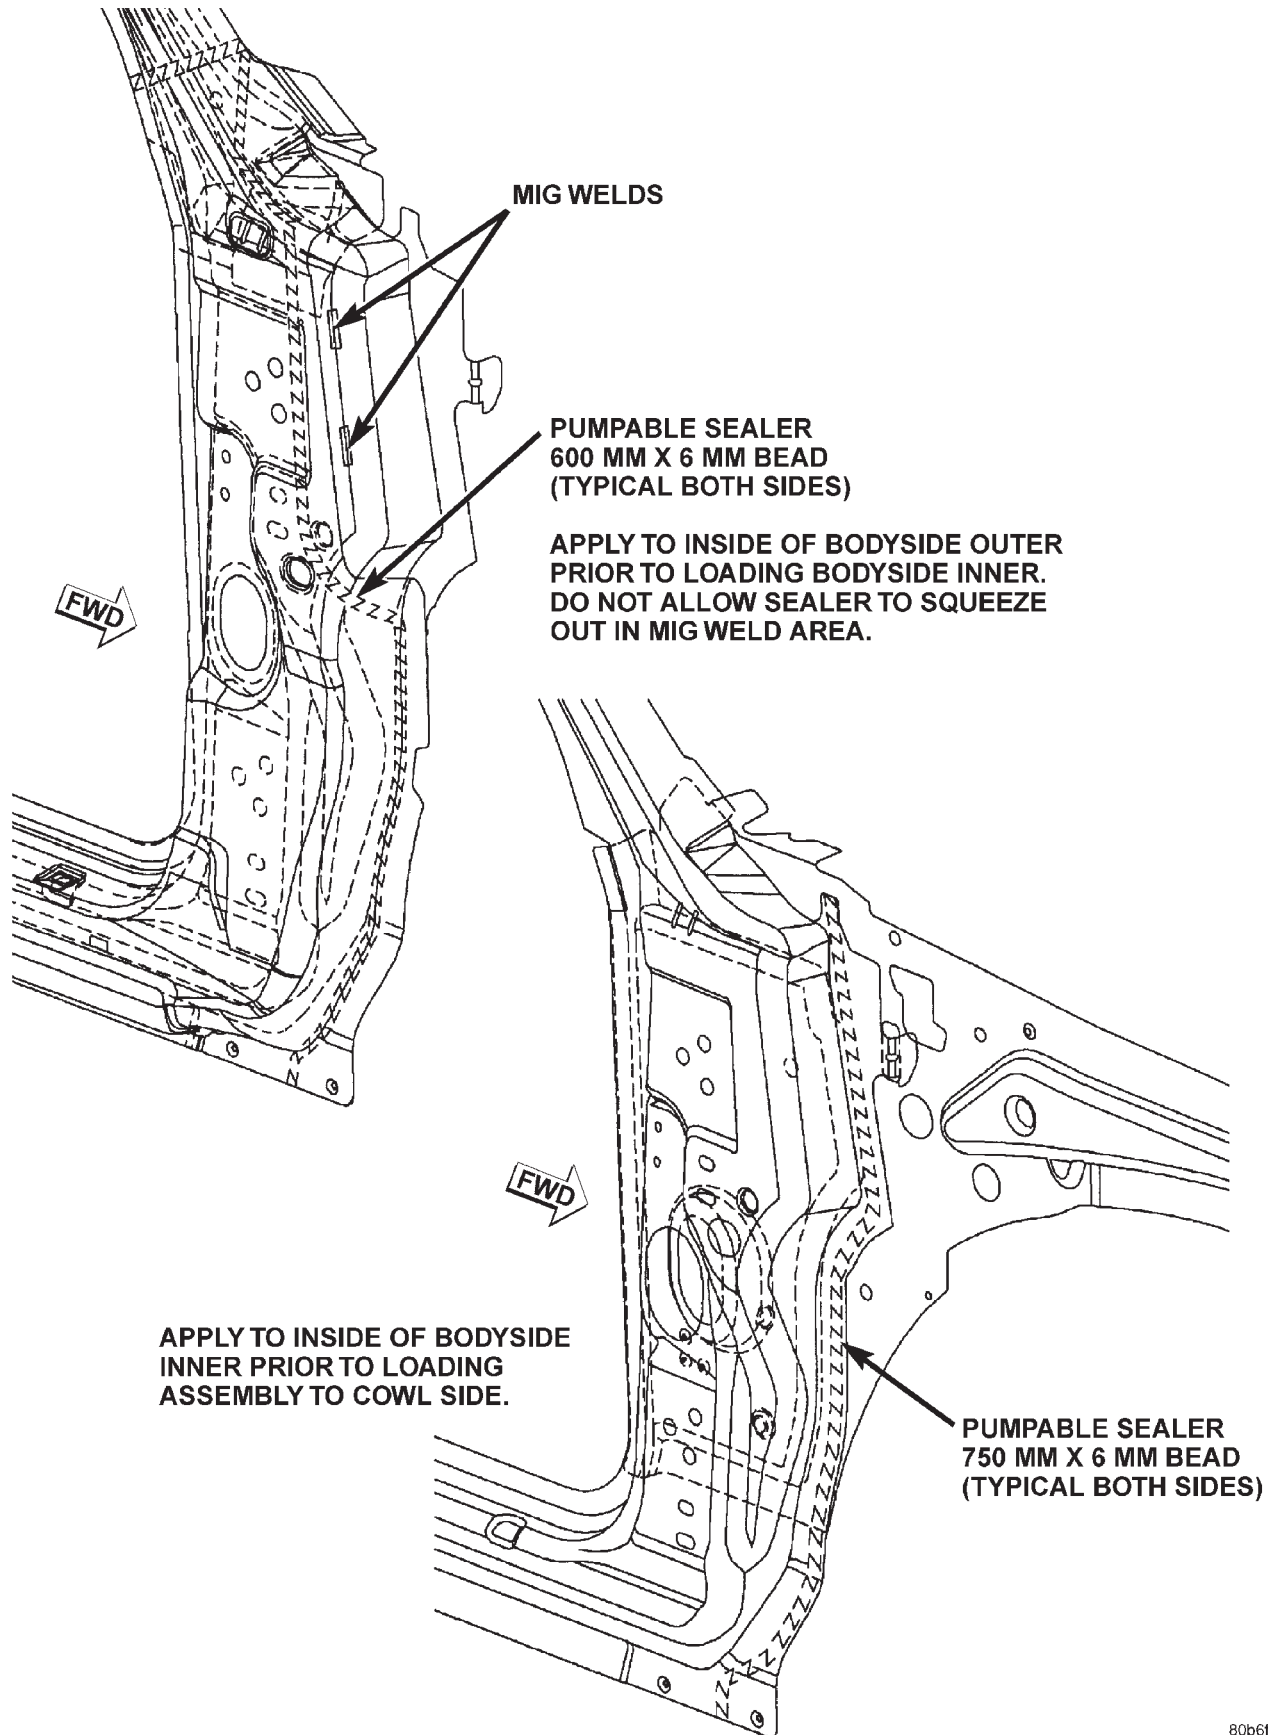 MIG WELDS
PUMPABLE SEALER
600 MM X 6 MM BEAD
(TYPICAL BOTH SIDES)
APPLY TO INSIDE OF BODYSIDE OUTER
PRIOR TO LOADING BODYSIDE INNER.
DO NOT ALLOW SEALER TO SQUEEZE
OUT IN MIG WELD AREA.
FWD
FWD
APPLY TO INSIDE OF BODYSIDE
INNER PRIOR TO LOADING
ASSEMBLY TO COWL SIDE.
PUMPABLE SEALER
750 MM X 6 MM BEAD
(TYPICAL BOTH SIDES)